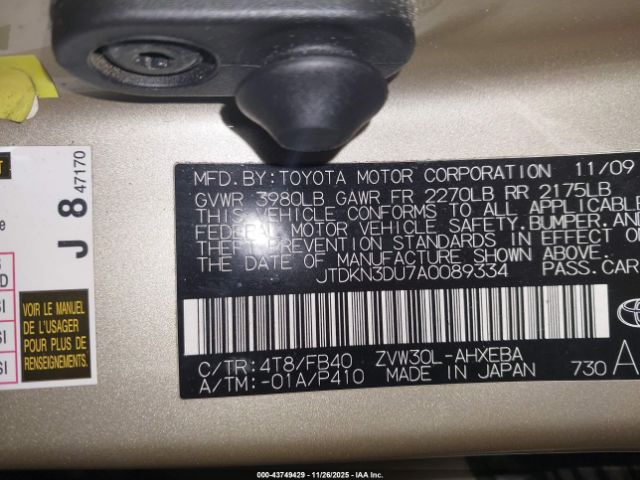 MFD.BY:TOYOTA MOTOR CORPORATION 11/09
GVWR 3980LB GAWR FR 2270LB RR 2175LB
THIS VEHICLE CONFORMS TO ALL APPLICABLE
FEDERAL MOTOR VEHICLE SAFETY,BUMPER, AND
THEFT PREVENTION STANDARDS IN EFFECT O
THE DATE OF MANUFACTURE SHOWN ABOVE.
JTDKN3DU7A0089334 PASS.CAR
C/TR:4T8/FB40 ZVW30L-AHXEBA
A/TM:-01A/P410 MADE IN JAPAN 730 A
TOYOTA
J 8 47170
VOIR LE MANUEL
DE L'USAGER
POUR PLUS DE
RENSEIGNEMENTS
000-43749429 - 11/26/2025 - IAA Inc.